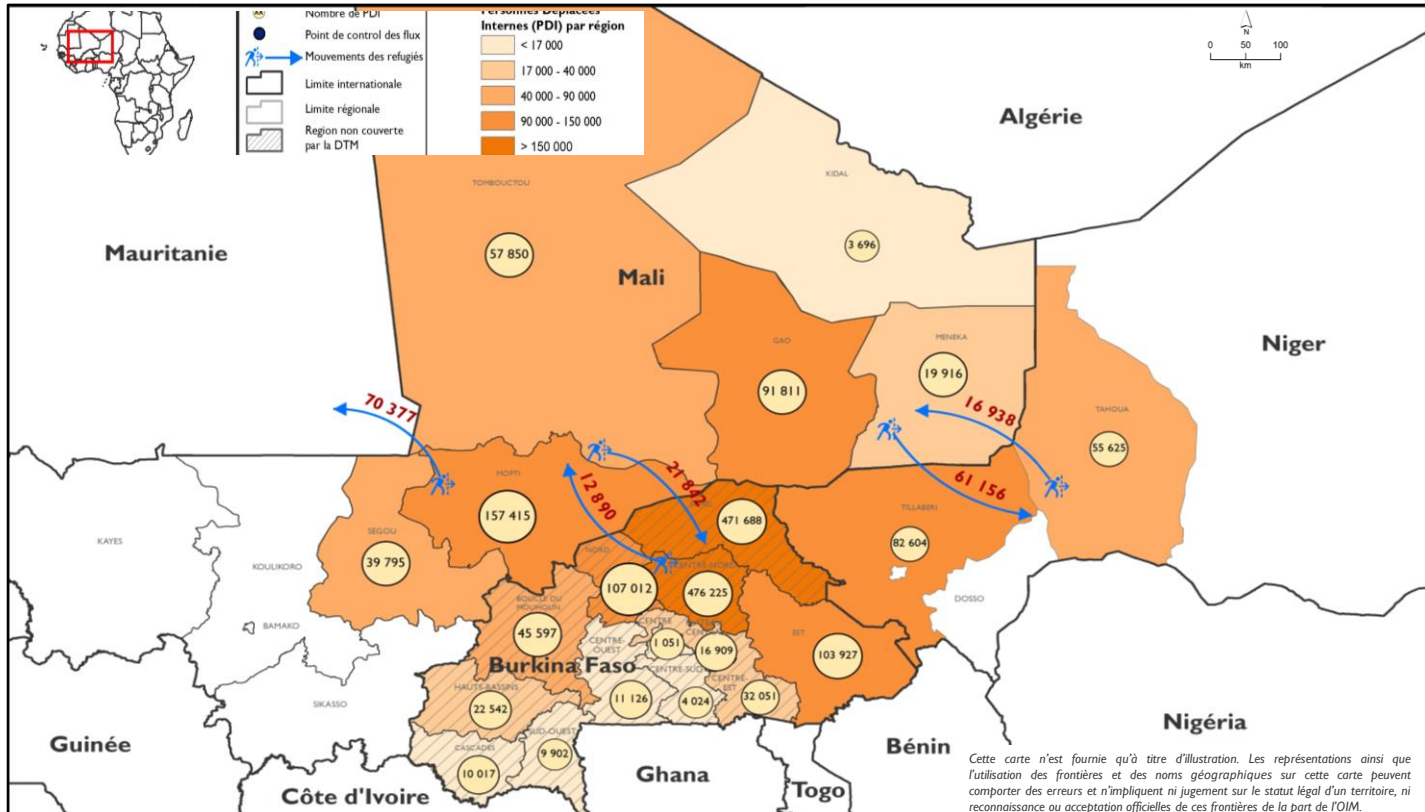 Nombre de PDI
Point de control des flux
Mouvements des refugiés
Limite internationale
Limite régionale
Region non couverte
par la DTM
Personnes Déplacées
Internes (PDI) par région
< 17 000
17 000 - 40 000
40 000 - 90 000
90 000 - 150 000
> 150 000
N
0 50 100
km
Algérie
TOMBOUCTOU
KIDAL
Mauritanie
57 850
3 696
Mali
GAO
MENEKA
Niger
91 811
19 916
70 377
16 938
TAHOUA
55 625
MOPTI
21 842
12 890
61 156
157 415
471 688
TILLABERI
82 604
SEGOU
39 795
KAYES
KOULIKORO
NORD
CENTRE-NORD
107 012
476 225
DOSSO
BAMAKO
BOUCLE DU
MOUHOUN
45 597
CENTRE
CENTRE-
OUEST
1 051
16 909
EST
103 927
Burkina Faso
CENTRE-SUD
CENTRE-
EST
HAUTS-BASSINS
22 542
11 126
4 024
32 051
SIKASSO
SUD-OUEST
9 902
CASCADES
10 017
Guinée
Côte d'Ivoire
Ghana
Togo
Bénin
Nigéria
Cette carte n'est fournie qu'à titre d'illustration. Les représentations ainsi que
l'utilisation des frontières et des noms géographiques sur cette carte peuvent
comporter des erreurs et n'impliquent ni jugement sur le statut légal d'un territoire, ni
reconnaissance ou acceptation officielles de ces frontières de la part de l'OIM.